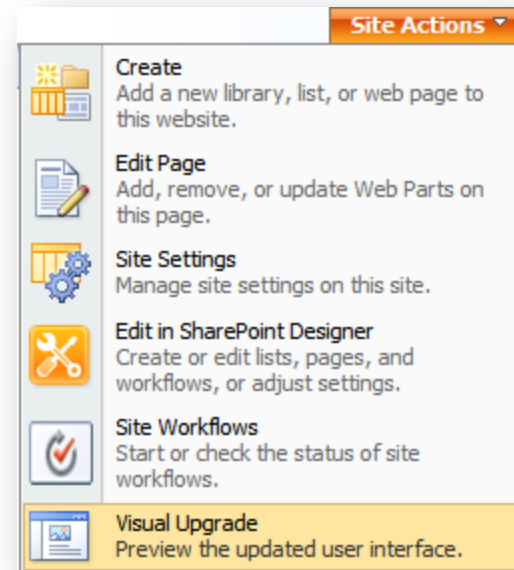 Site Actions
Create
Add a new library, list, or web page to
this website.
Edit Page
Add, remove, or update Web Parts on
this page.
Site Settings
Manage site settings on this site.
Edit in SharePoint Designer
Create or edit lists, pages, and
workflows, or adjust settings.
Site Workflows
Start or check the status of site
workflows.
Visual Upgrade
Preview the updated user interface.